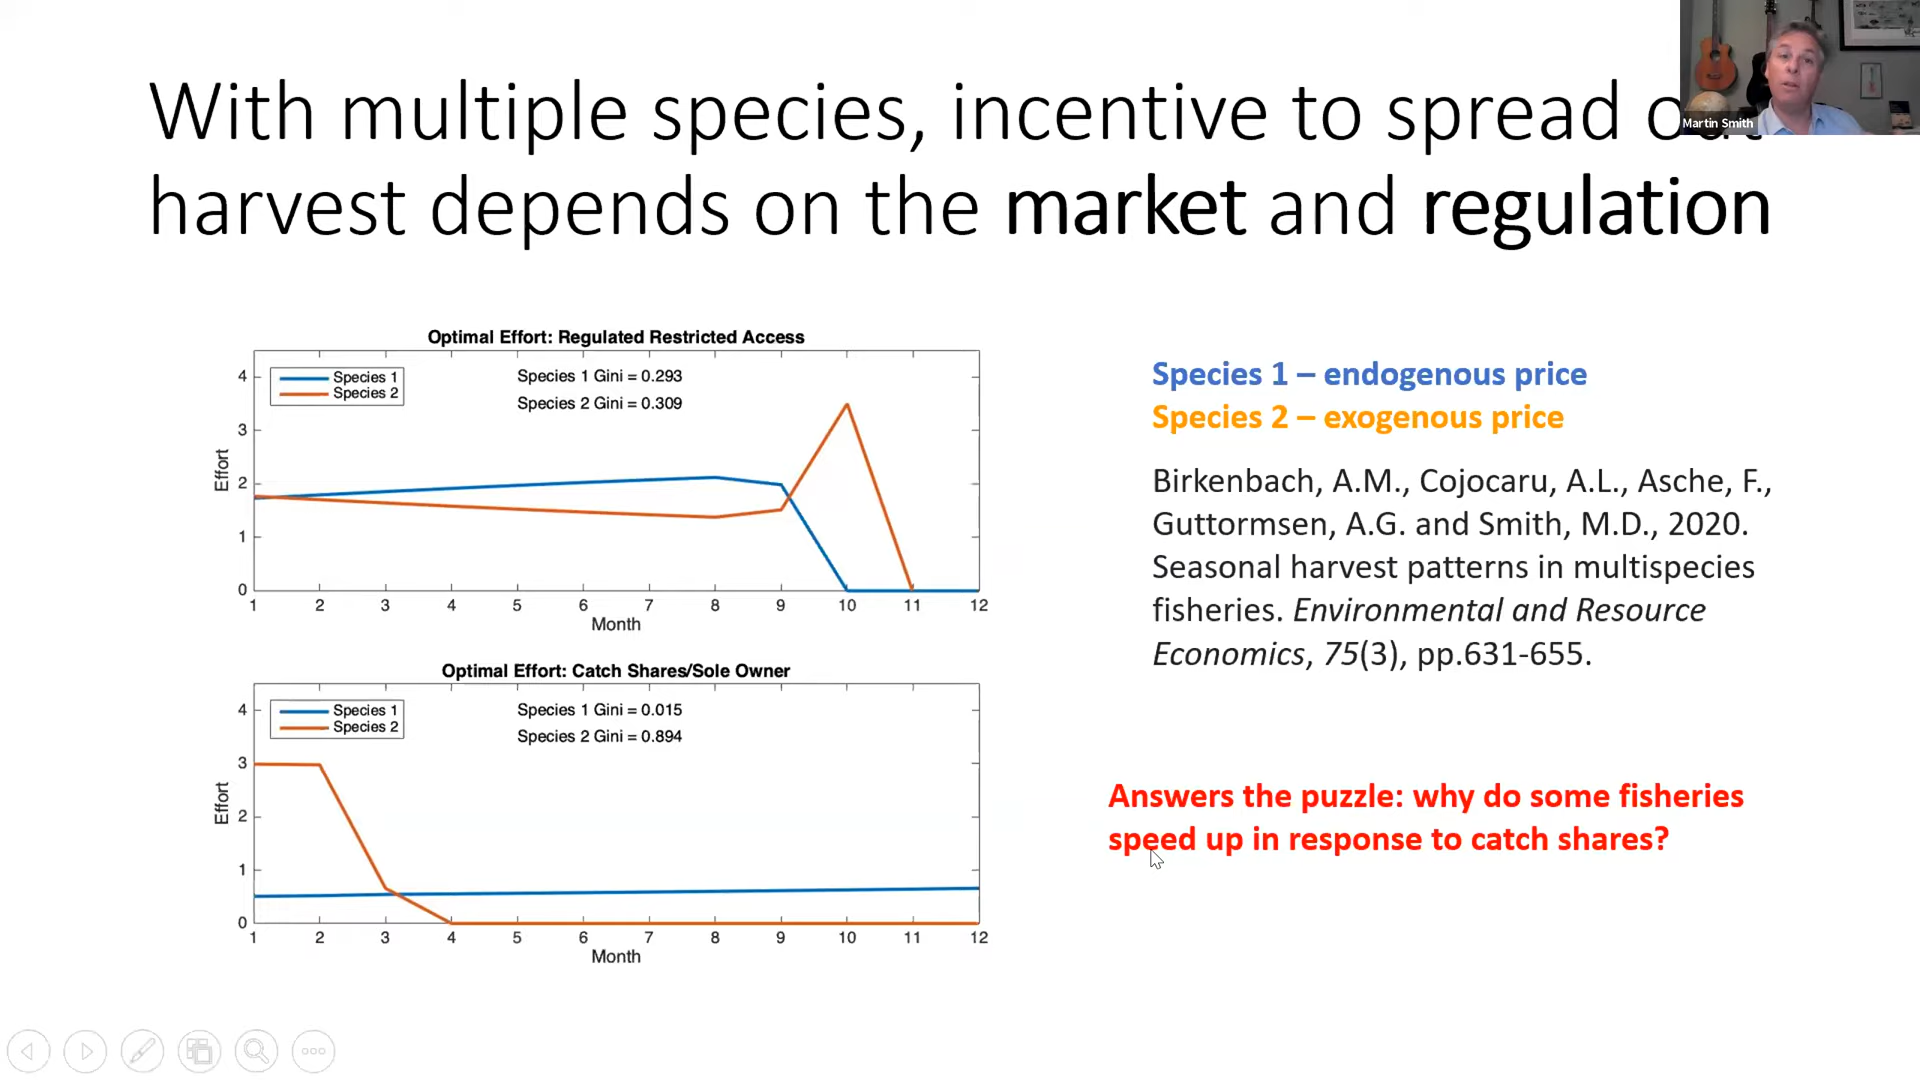 With multiple species, incentive to spread
harvest depends on the market and regulation
Martin Smith
Optimal Effort: Regulated Restricted Access
Species 1
Species 2
Species 1 Gini = 0.293
Species 2 Gini = 0.309
Effort
4
3
2
1
0
1 2 3 4 5 6 7 8 9 10 11 12
Month
Optimal Effort: Catch Shares/Sole Owner
Species 1
Species 2
Species 1 Gini = 0.015
Species 2 Gini = 0.894
Effort
4
3
2
1
0
1 2 3 4 5 6 7 8 9 10 11 12
Month
Species 1 – endogenous price
Species 2 – exogenous price
Birkenbach, A.M., Cojocaru, A.L., Asche, F.,
Guttormsen, A.G. and Smith, M.D., 2020.
Seasonal harvest patterns in multispecies
fisheries. Environmental and Resource
Economics, 75(3), pp.631-655.
Answers the puzzle: why do some fisheries
speed up in response to catch shares?